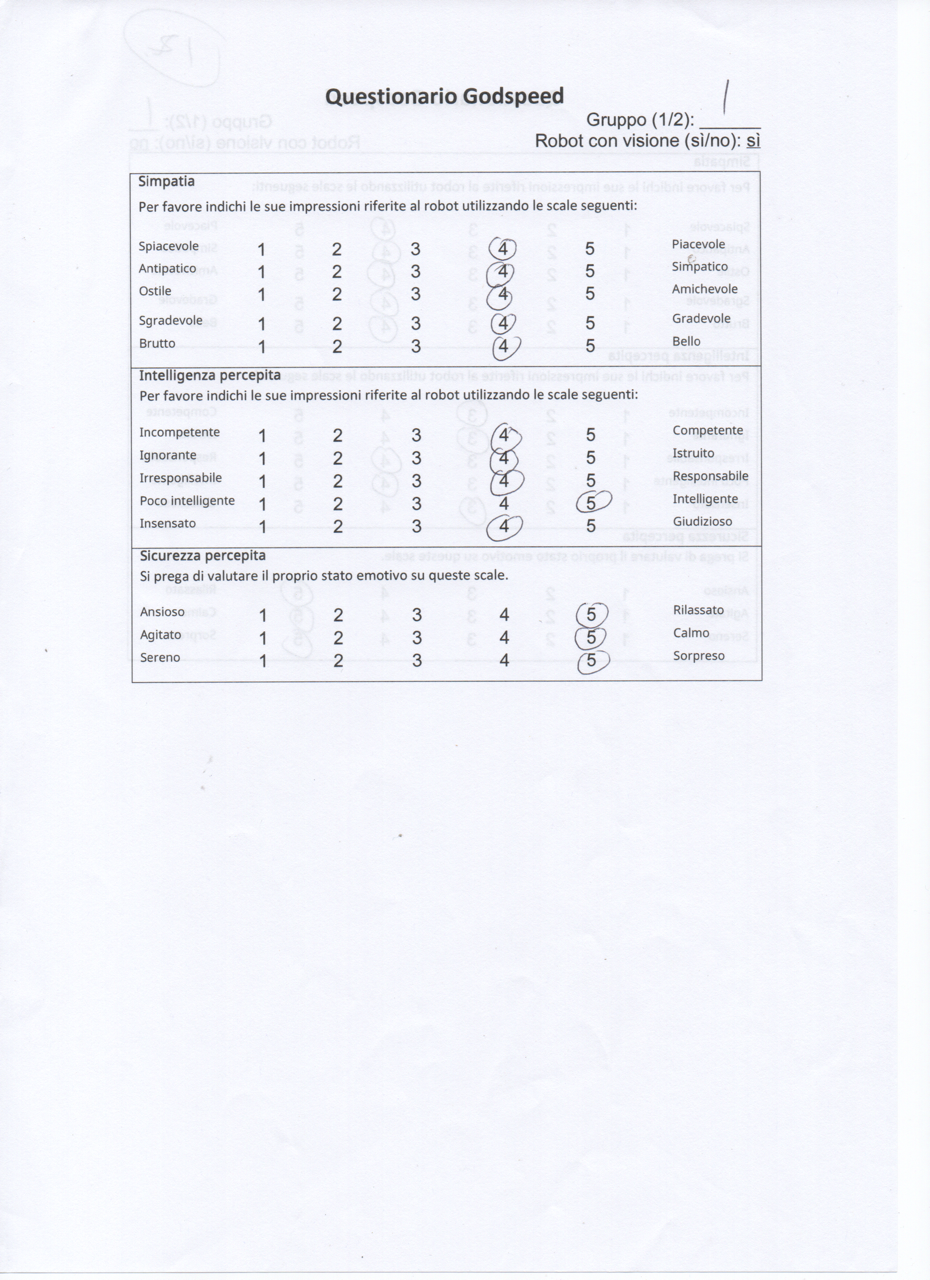 Questionario Godspeed
Gruppo (1/2): 1
Robot con visione (sì/no): sì
Simpatia
Per favore indichi le sue impressioni riferite al robot utilizzando le scale seguenti:
Spiacevole 1 2 3 4 5 Piacevole
Antipatico 1 2 3 4 5 Simpatico
Ostile 1 2 3 4 5 Amichevole
Sgradevole 1 2 3 4 5 Gradevole
Brutto 1 2 3 4 5 Bello
Intelligenza percepita
Per favore indichi le sue impressioni riferite al robot utilizzando le scale seguenti:
Incompetente 1 2 3 4 5 Competente
Ignorante 1 2 3 4 5 Istruito
Irresponsabile 1 2 3 4 5 Responsabile
Poco intelligente 1 2 3 4 5 Intelligente
Insensato 1 2 3 4 5 Giudizioso
Sicurezza percepita
Si prega di valutare il proprio stato emotivo su queste scale.
Ansioso 1 2 3 4 5 Rilassato
Agitato 1 2 3 4 5 Calmo
Sereno 1 2 3 4 5 Sorpreso